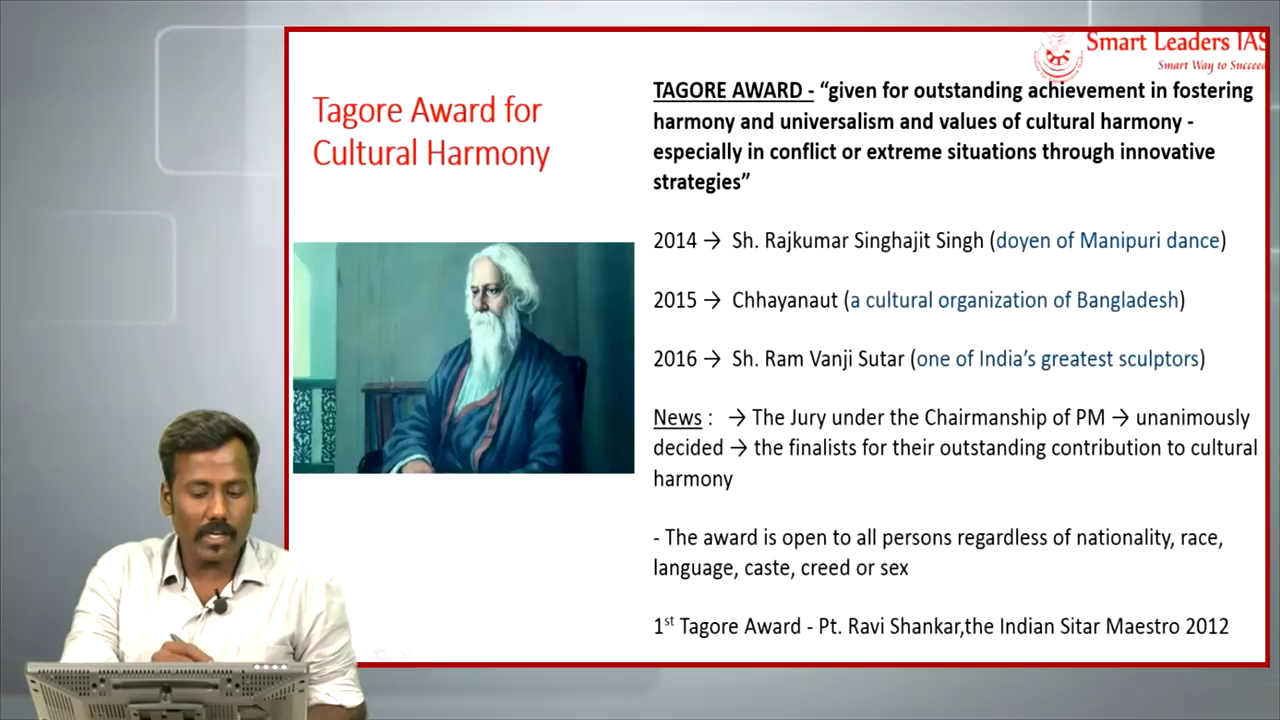 Smart Leaders IAS
Smart Way to Succeed
Tagore Award for
Cultural Harmony
TAGORE AWARD - “given for outstanding achievement in fostering
harmony and universalism and values of cultural harmony -
especially in conflict or extreme situations through innovative
strategies”
2014 → Sh. Rajkumar Singhajit Singh (doyen of Manipuri dance)
2015 → Chhayanaut (a cultural organization of Bangladesh)
2016 → Sh. Ram Vanji Sutar (one of India’s greatest sculptors)
News : → The Jury under the Chairmanship of PM → unanimously
decided → the finalists for their outstanding contribution to cultural
harmony
- The award is open to all persons regardless of nationality, race,
language, caste, creed or sex
1st Tagore Award - Pt. Ravi Shankar,the Indian Sitar Maestro 2012